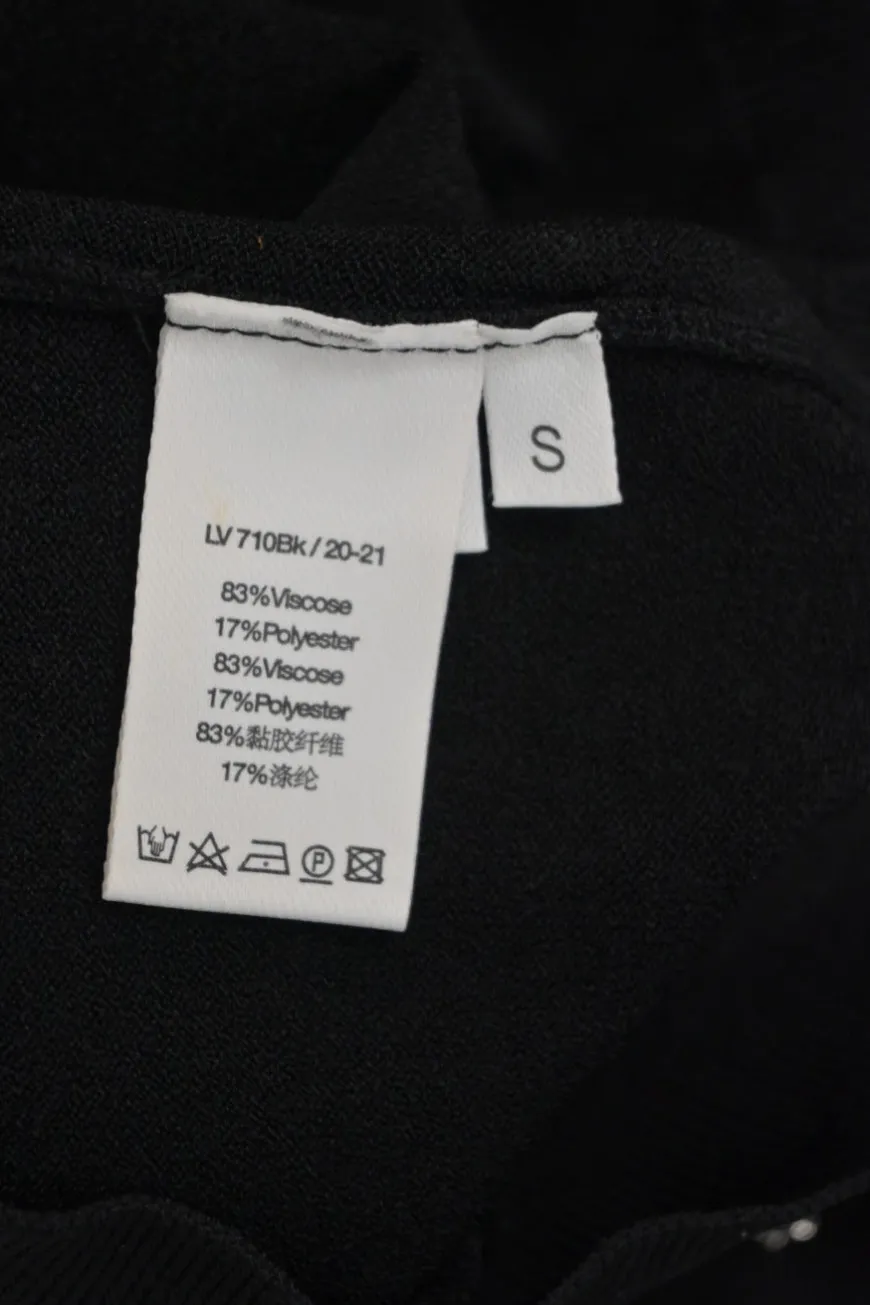 S
LV 710Bk / 20-21
83%Viscose
17%Polyester
83%Viscose
17%Polyester
83%黏胶纤维
17%涤纶
P